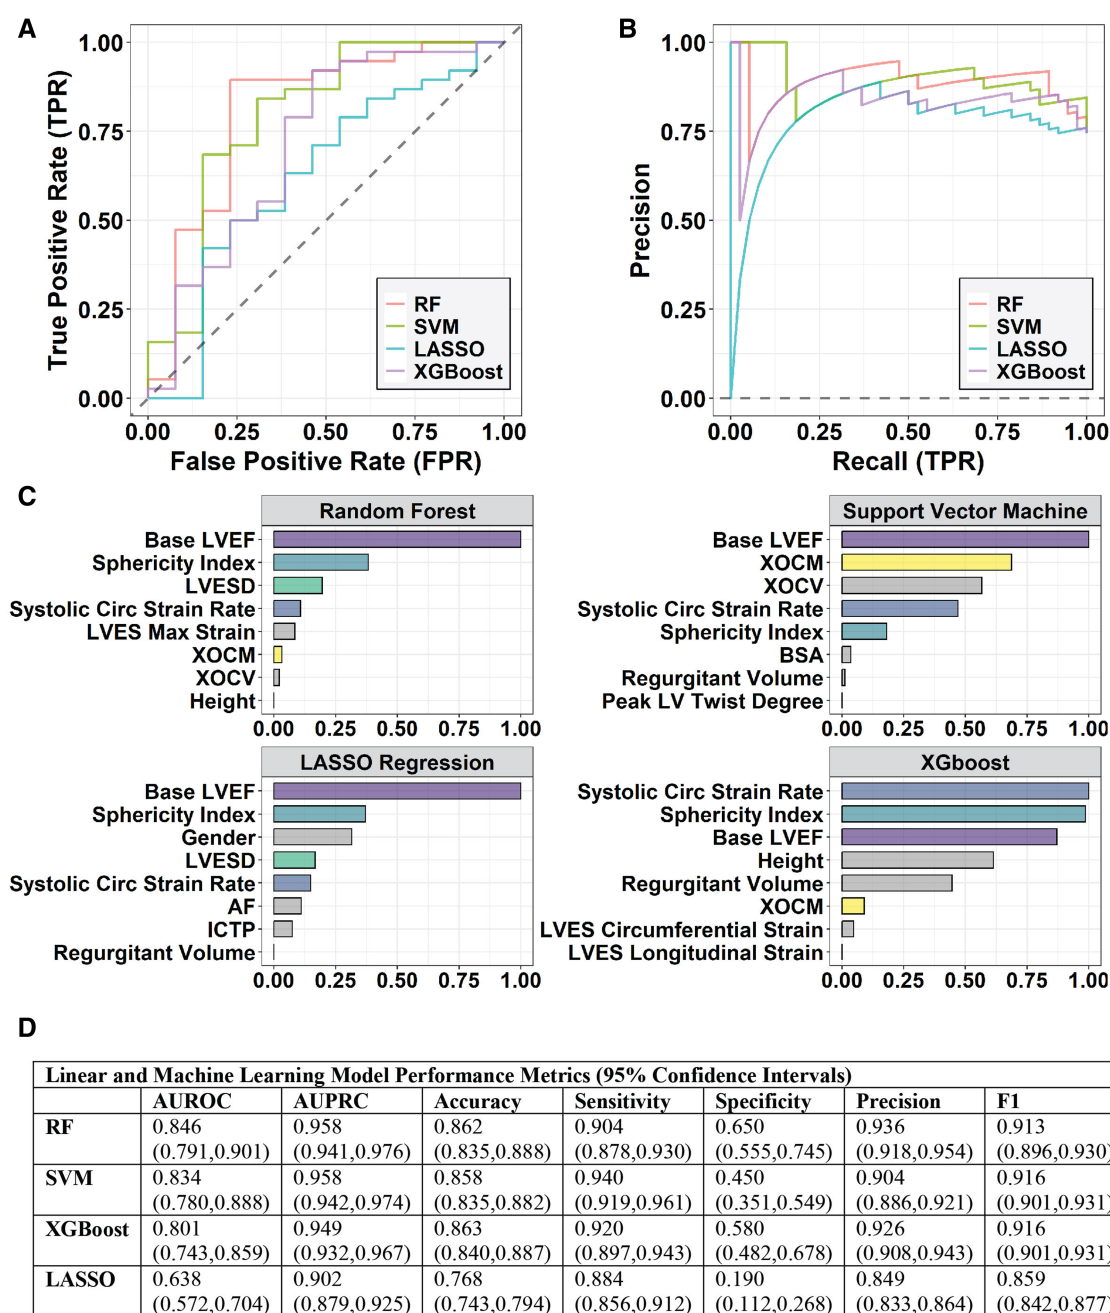 A
True Positive Rate (TPR)
1.00
0.75
0.50
0.25
0.00
RF
SVM
LASSO
XGBoost
0.00 0.25 0.50 0.75 1.00
False Positive Rate (FPR)
B
Precision
1.00
0.75
0.50
0.25
0.00
RF
SVM
LASSO
XGBoost
0.00 0.25 0.50 0.75 1.00
Recall (TPR)
C
Random Forest
Base LVEF
Sphericity Index
LVESD
Systolic Circ Strain Rate
LVES Max Strain
XOCM
XOCV
Height
0.00 0.25 0.50 0.75 1.00
Support Vector Machine
Base LVEF
XOCM
XOCV
Systolic Circ Strain Rate
Sphericity Index
BSA
Regurgitant Volume
Peak LV Twist Degree
0.00 0.25 0.50 0.75 1.00
LASSO Regression
Base LVEF
Sphericity Index
Gender
LVESD
Systolic Circ Strain Rate
AF
ICTP
Regurgitant Volume
0.00 0.25 0.50 0.75 1.00
XGboost
Systolic Circ Strain Rate
Sphericity Index
Base LVEF
Height
Regurgitant Volume
XOCM
LVES Circumferential Strain
LVES Longitudinal Strain
0.00 0.25 0.50 0.75 1.00
D
Linear and Machine Learning Model Performance Metrics (95% Confidence Intervals)
AUROC AUPRC Accuracy Sensitivity Specificity Precision F1
RF 0.846 0.958 0.862 0.904 0.650 0.936 0.913
(0.791,0.901) (0.941,0.976) (0.835,0.888) (0.878,0.930) (0.555,0.745) (0.918,0.954) (0.896,0.930)
SVM 0.834 0.958 0.858 0.940 0.450 0.904 0.916
(0.780,0.888) (0.942,0.974) (0.835,0.882) (0.919,0.961) (0.351,0.549) (0.886,0.921) (0.901,0.931)
XGBoost 0.801 0.949 0.863 0.920 0.580 0.926 0.916
(0.743,0.859) (0.932,0.967) (0.840,0.887) (0.897,0.943) (0.482,0.678) (0.908,0.943) (0.901,0.931)
LASSO 0.638 0.902 0.768 0.884 0.190 0.849 0.859
(0.572,0.704) (0.879,0.925) (0.743,0.794) (0.856,0.912) (0.112,0.268) (0.833,0.864) (0.842,0.877)